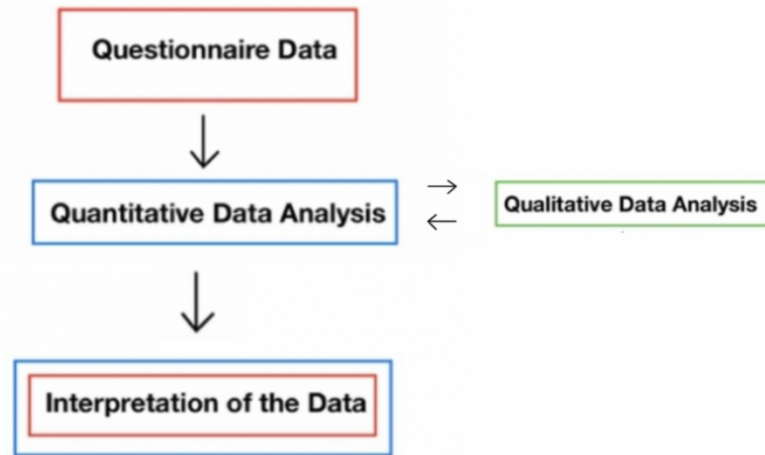 Questionnaire Data
Quantitative Data Analysis
Qualitative Data Analysis
Interpretation of the Data